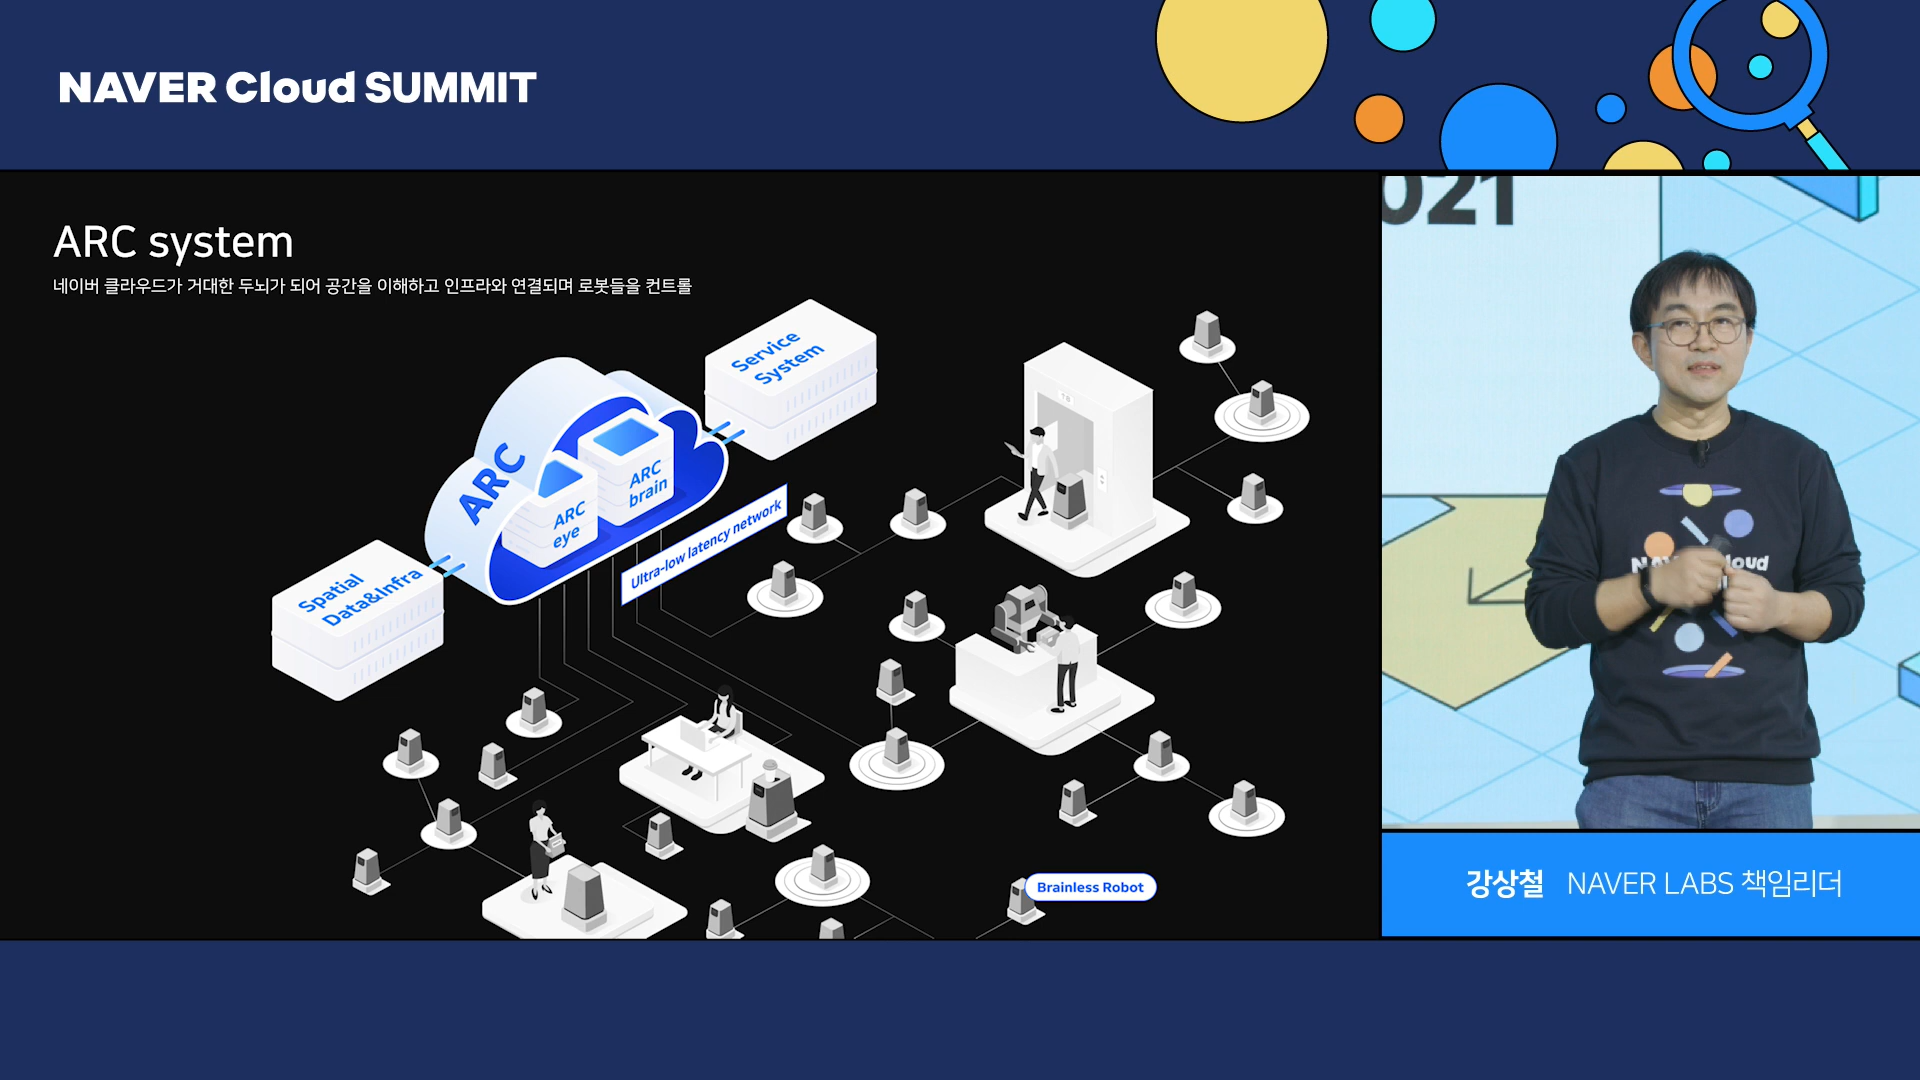 NAVER Cloud SUMMIT
ARC system
네이버 클라우드가 거대한 두뇌가 되어 공간을 이해하고 인프라와 연결되며 로봇들을 컨트롤
Service
System
ARC
ARC
brain
ARC
eye
Ultra-low latency network
Spatial
Data&Infra
Brainless Robot
021
강상철 NAVER LABS 책임리더